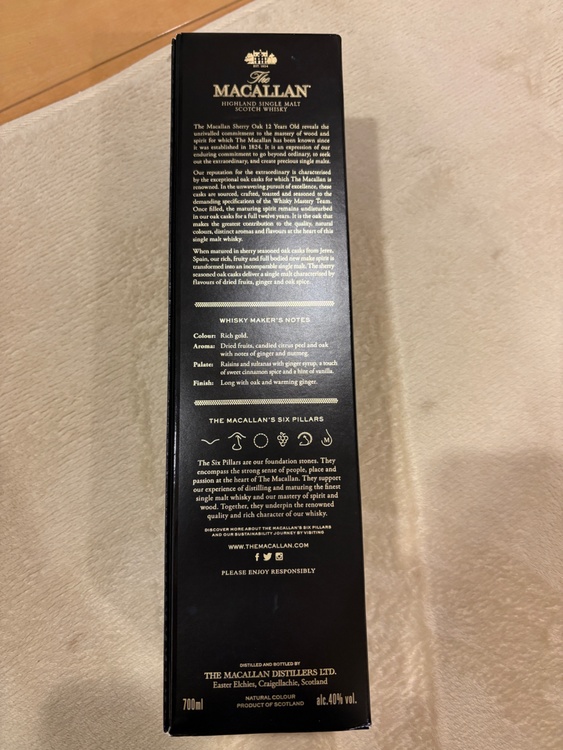 EST. 1824
The
MACALLAN
HIGHLAND SINGLE MALT
SCOTCH WHISKY
The Macallan Sherry Oak 12 Years Old reveals the
unrivalled commitment to the mastery of wood and
spirit for which The Macallan has been known since
it was established in 1824. It is an expression of our
enduring commitment to go beyond ordinary, to seek
out the extraordinary, and create precious single malts.
Our reputation for the extraordinary is characterised
by the exceptional oak casks for which The Macallan is
renowned. In the unwavering pursuit of excellence, these
casks are sourced, crafted, toasted and seasoned to the
demanding specifications of the Whisky Mastery Team.
Once filled, the maturing spirit remains undisturbed
in our oak casks for a full twelve years. It is the oak that
makes the greatest contribution to the quality, natural
colours, distinct aromas and flavours at the heart of this
single malt whisky.
When matured in sherry seasoned oak casks from Jerez,
Spain, our rich, fruity and full bodied new make spirit is
transformed into an incomparable single malt. The sherry
seasoned oak casks deliver a single malt characterised by
flavours of dried fruits, ginger and oak spice.
WHISKY MAKER'S NOTES
Colour: Rich gold.
Aroma: Dried fruits, candied citrus peel and oak
with notes of ginger and nutmeg.
Palate: Raisins and sultanas with ginger syrup, a touch
of sweet cinnamon spice and a hint of vanilla.
Finish: Long with oak and warming ginger.
THE MACALLAN'S SIX PILLARS
M
The Six Pillars are our foundation stones. They
encompass the strong sense of people, place and
passion at the heart of The Macallan. They support
our experience of distilling and maturing the finest
single malt whisky and our mastery of spirit and
wood. Together, they underpin the renowned
quality and rich character of our whisky.
DISCOVER MORE ABOUT THE MACALLAN'S SIX PILLARS
AND OUR SUSTAINABILITY JOURNEY BY VISITING
WWW.THEMACALLAN.COM
PLEASE ENJOY RESPONSIBLY
DISTILLED AND BOTTLED BY
THE MACALLAN DISTILLERS LTD.
Easter Elchies, Craigellachie, Scotland
700ml
NATURAL COLOUR
PRODUCT OF SCOTLAND
alc.40% vol.